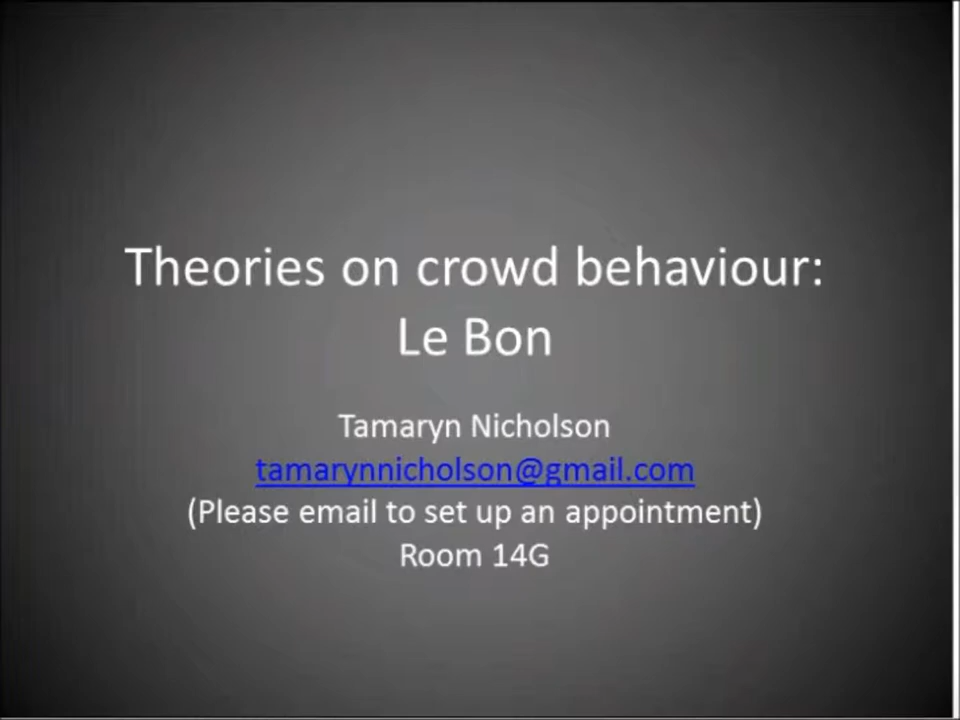 Theories on crowd behaviour:
Le Bon
Tamaryn Nicholson
tamarynnicholson@gmail.com
(Please email to set up an appointment)
Room 14G